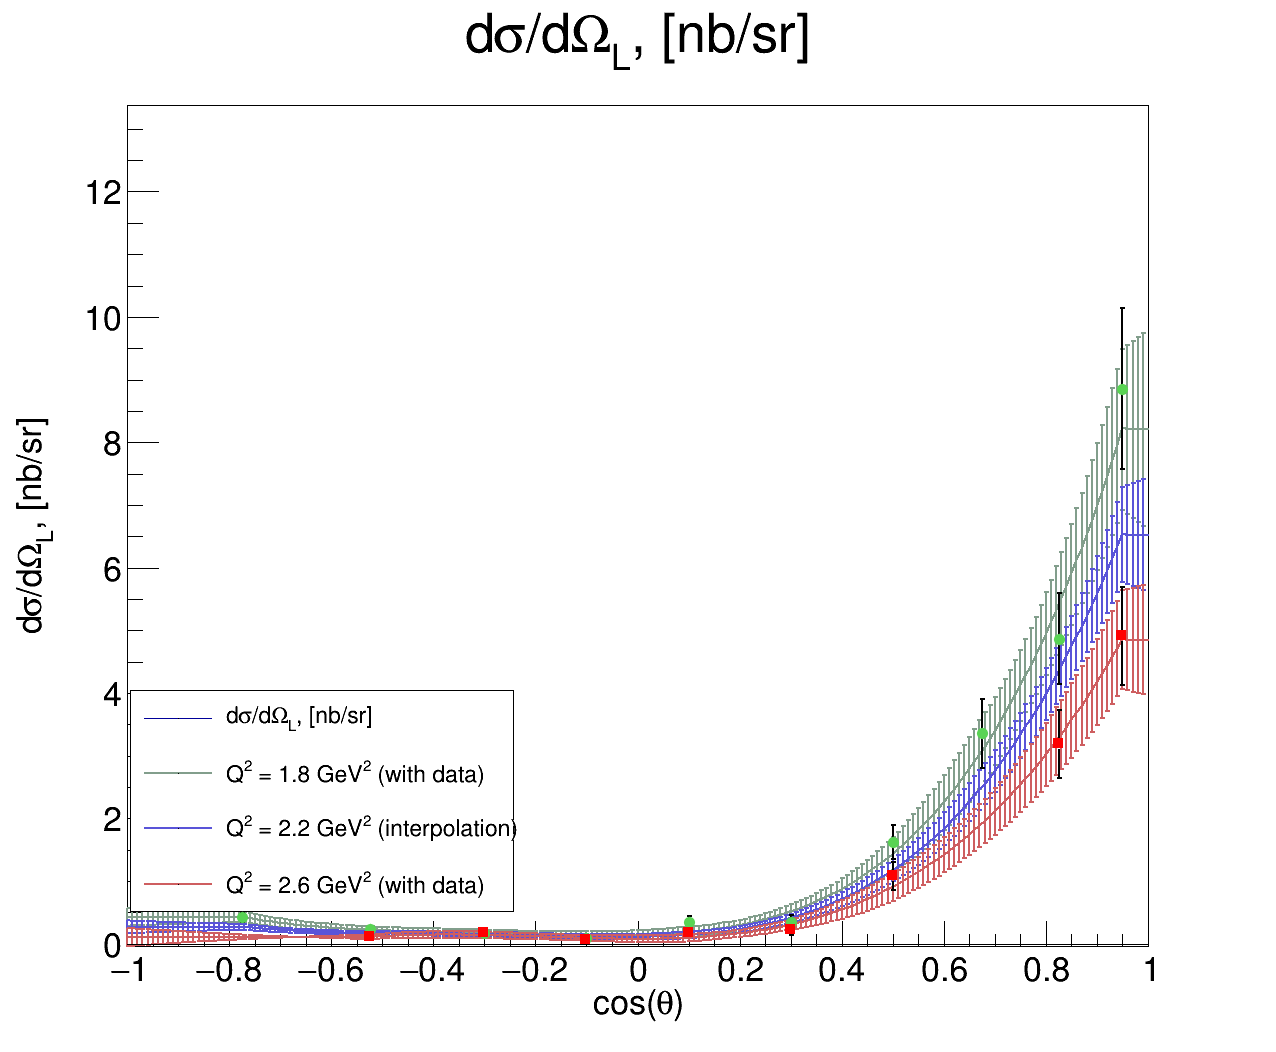 dσ/dΩL, [nb/sr]
dσ/dΩL, [nb/sr]
12
10
8
6
4
2
0
dσ/dΩL, [nb/sr]
Q2 = 1.8 GeV2 (with data)
Q2 = 2.2 GeV2 (interpolation)
Q2 = 2.6 GeV2 (with data)
−1 −0.8 −0.6 −0.4 −0.2 0 0.2 0.4 0.6 0.8 1
cos(θ)